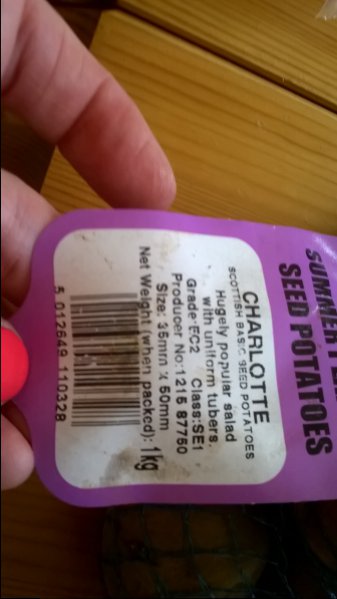 SEED POTATOES
CHARLOTTE
SCOTTISH BASIC SEED POTATOES
Hugely popular salad
with uniform tubers.
Grade:EC2 Class:SE1
Producer No:1215 87750
Size: 35mm x 50mm
Net Weight (when packed): 1kg
5 012649 110328